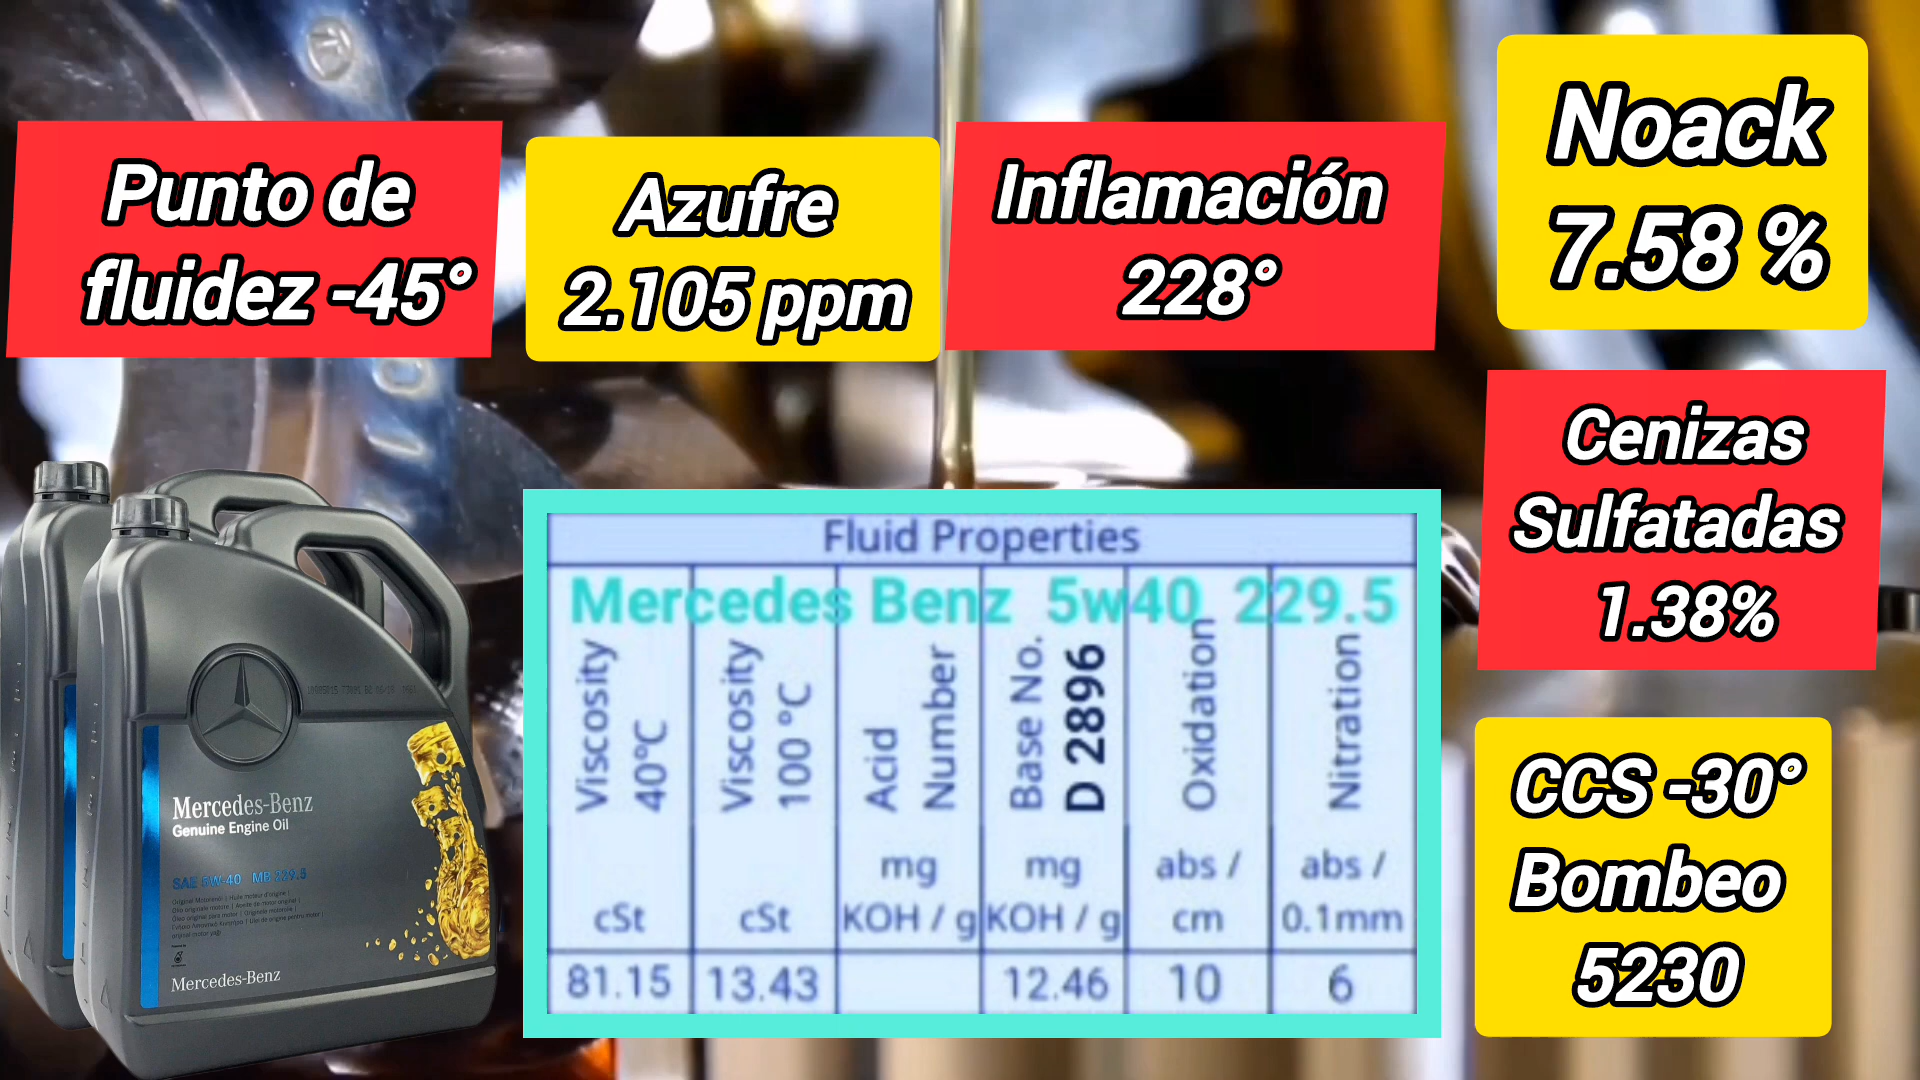 Punto de
fluidez -45°
Azufre
2.105 ppm
Inflamación
228°
Noack
7.58 %
Cenizas
Sulfatadas
1.38%
CCS -30°
Bombeo
5230
Fluid Properties
Mercedes Benz 5w40 229.5
Viscosity
40°C
cSt
81.15
Viscosity
100 °C
cSt
13.43
Acid
Number
mg
KOH / g
Base No.
D 2896
mg
KOH / g
12.46
Oxidation
abs /
cm
10
Nitration
abs /
0.1mm
6
Mercedes-Benz
Genuine Engine Oil
SAE 5W-40 MB 229.5
Mercedes-Benz